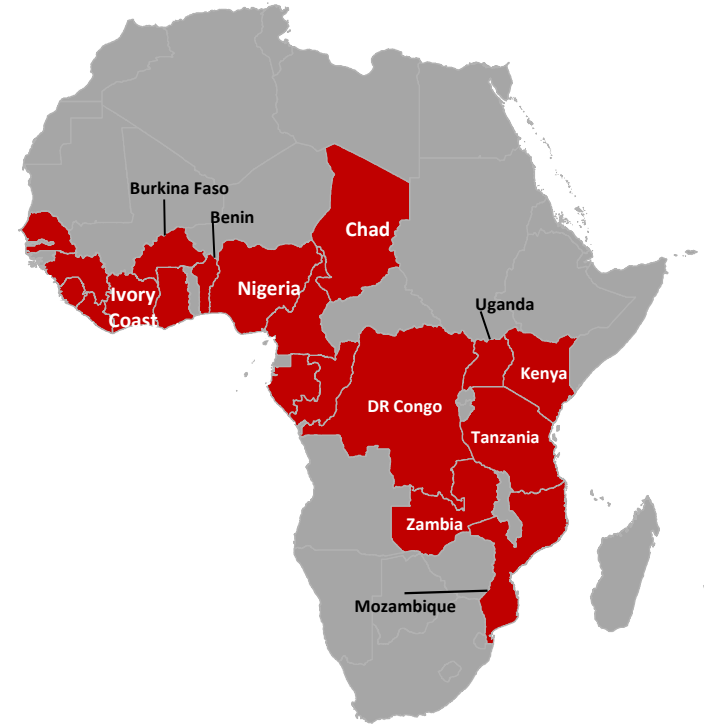 Burkina Faso
Benin
Chad
Nigeria
Ivory
Coast
Uganda
Kenya
DR Congo
Tanzania
Zambia
Mozambique